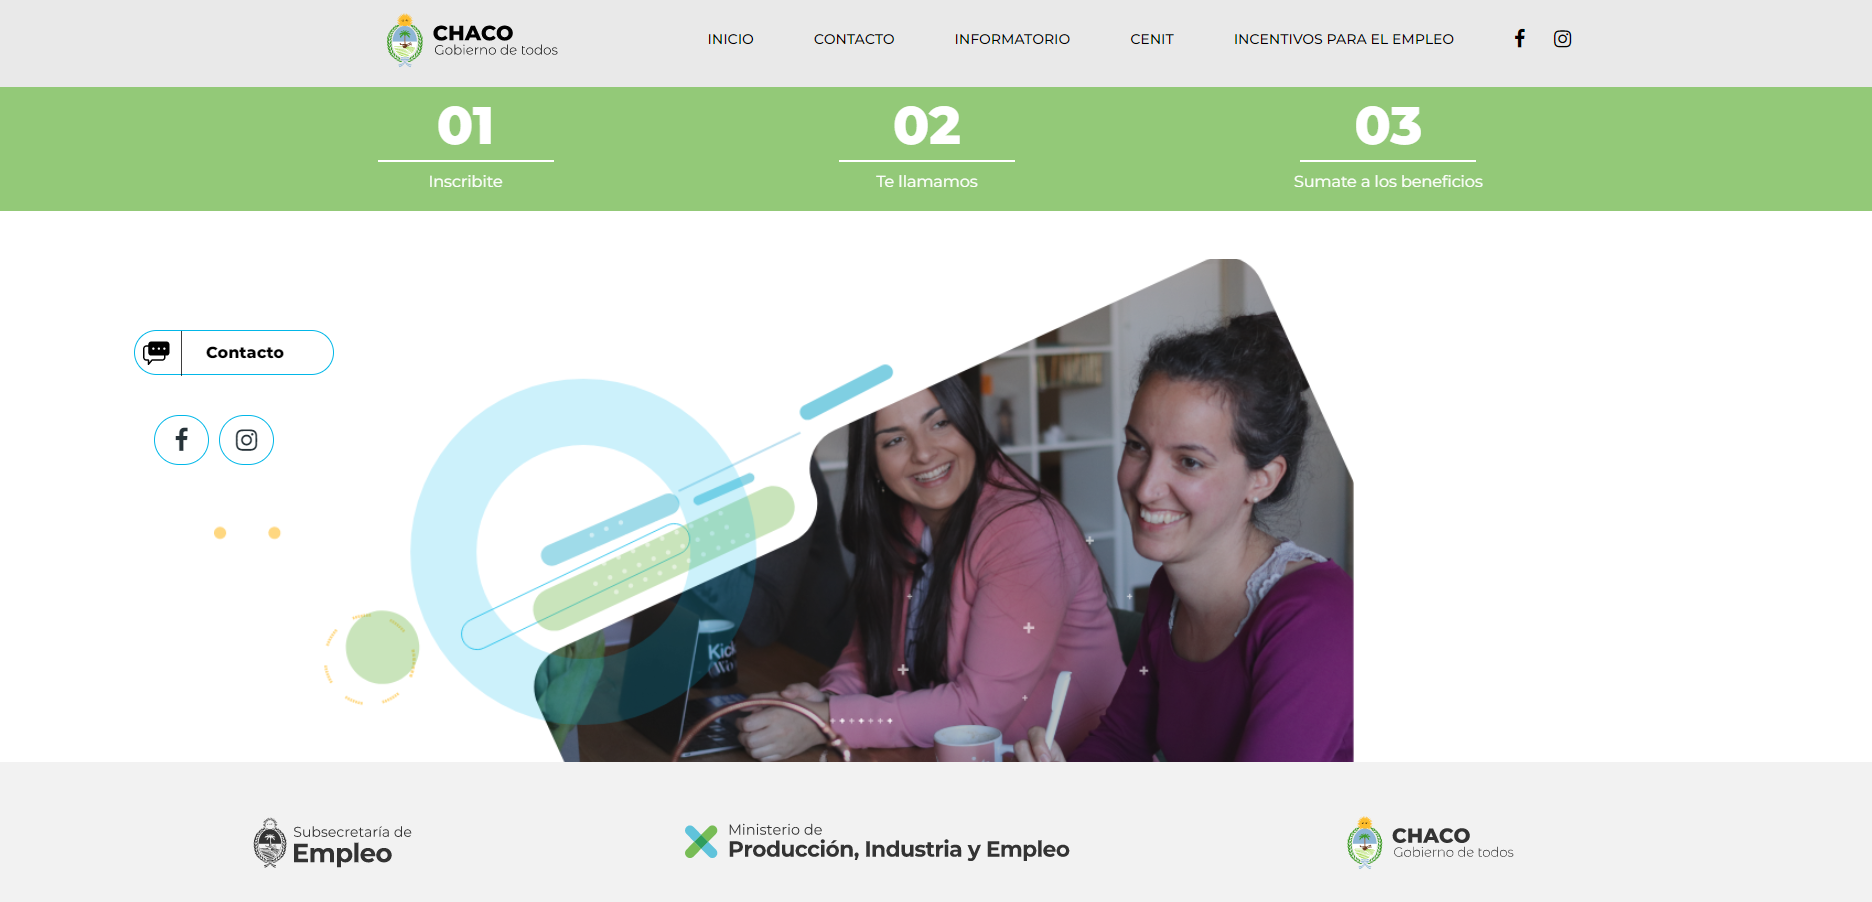 CHACO
Gobierno de todos
INICIO
CONTACTO
INFORMATORIO
CENIT
INCENTIVOS PARA EL EMPLEO
01
Inscribite
02
Te llamamos
03
Sumate a los beneficios
Contacto
Subsecretaría de
Empleo
Ministerio de
Producción, Industria y Empleo
CHACO
Gobierno de todos